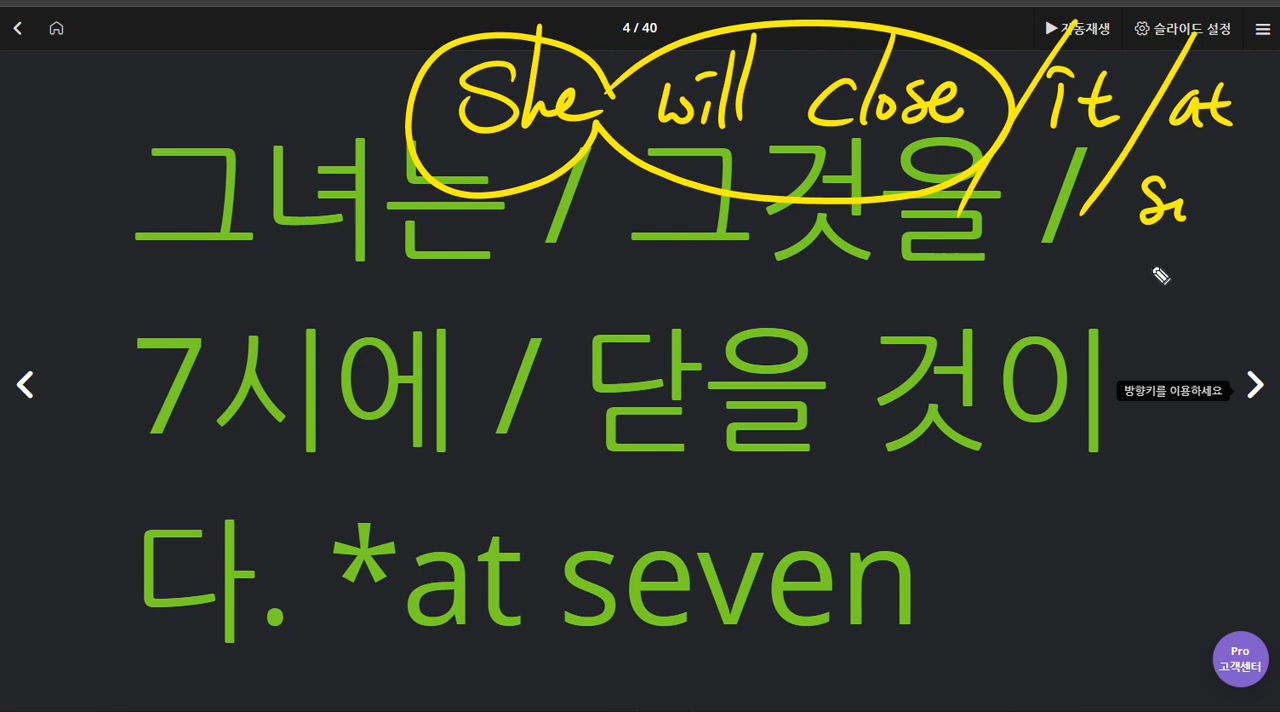 4 / 40
자동재생
슬라이드 설정
She will close / it / at
그녀는 / 그것을 /
se
7시에 / 닫을 것이
방향키를 이용하세요
다. *at seven
Pro
고객센터